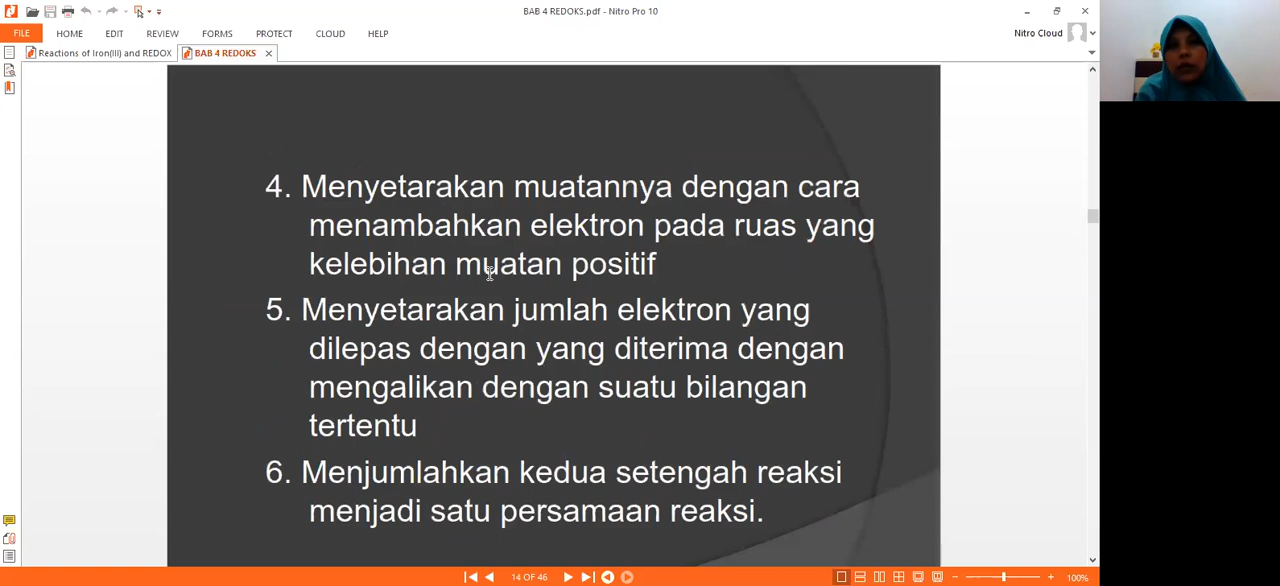 BAB 4 REDOKS.pdf - Nitro Pro 10
FILE HOME EDIT REVIEW FORMS PROTECT CLOUD HELP
Nitro Cloud
Reactions of Iron(III) and REDOX BAB 4 REDOKS
4. Menyetarakan muatannya dengan cara
menambahkan elektron pada ruas yang
kelebihan muatan positif
5. Menyetarakan jumlah elektron yang
dilepas dengan yang diterima dengan
mengalikan dengan suatu bilangan
tertentu
6. Menjumlahkan kedua setengah reaksi
menjadi satu persamaan reaksi.
14 OF 46
100%